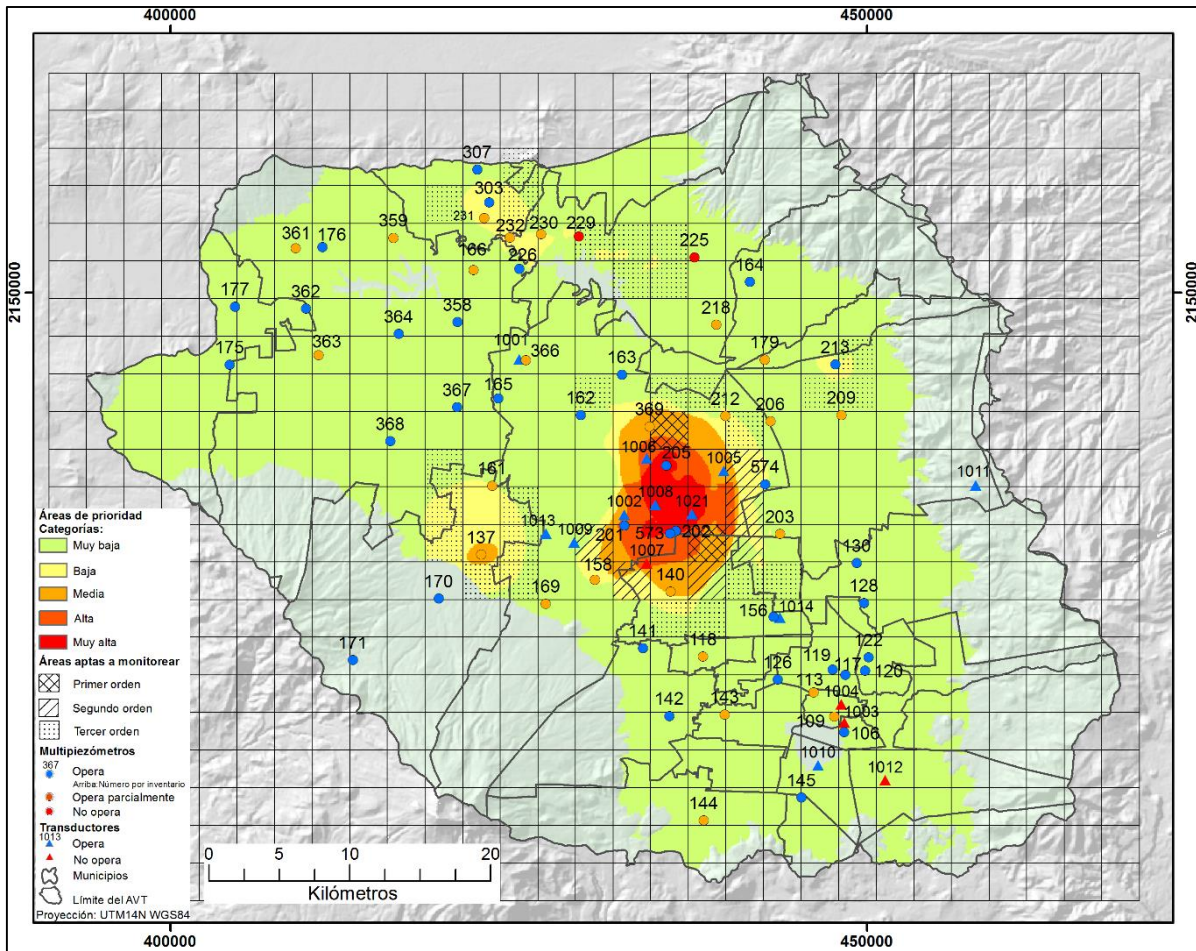 400000 450000
2150000 2150000
307
303
231
232 230 229
361 176 359
166 226 225
164
177 362
364 358
218
363 1001 366
179
175 163 213
367 165 162
369 212 206 209
368
1006 205 1005
161 574
1011
1008 1021
1002
1013 1009 201 573 202 203
137
1007
158 140
130
170 169
128
156 1014
141
171 118 122
119 117 120
126
113 1004
142 143
109 1003
106
1010 1012
145
144
Áreas de prioridad
Categorías:
Muy baja
Baja
Media
Alta
Muy alta
Áreas aptas a monitorear
Primer orden
Segundo orden
Tercer orden
Multipiezómetros
367
Opera
Arriba:Número por inventario
Opera parcialmente
No opera
Transductores
1013
Opera
No opera
Municipios
Límite del AVT
Proyección: UTM14N WGS84
0 5 10 20
Kilómetros
400000 450000